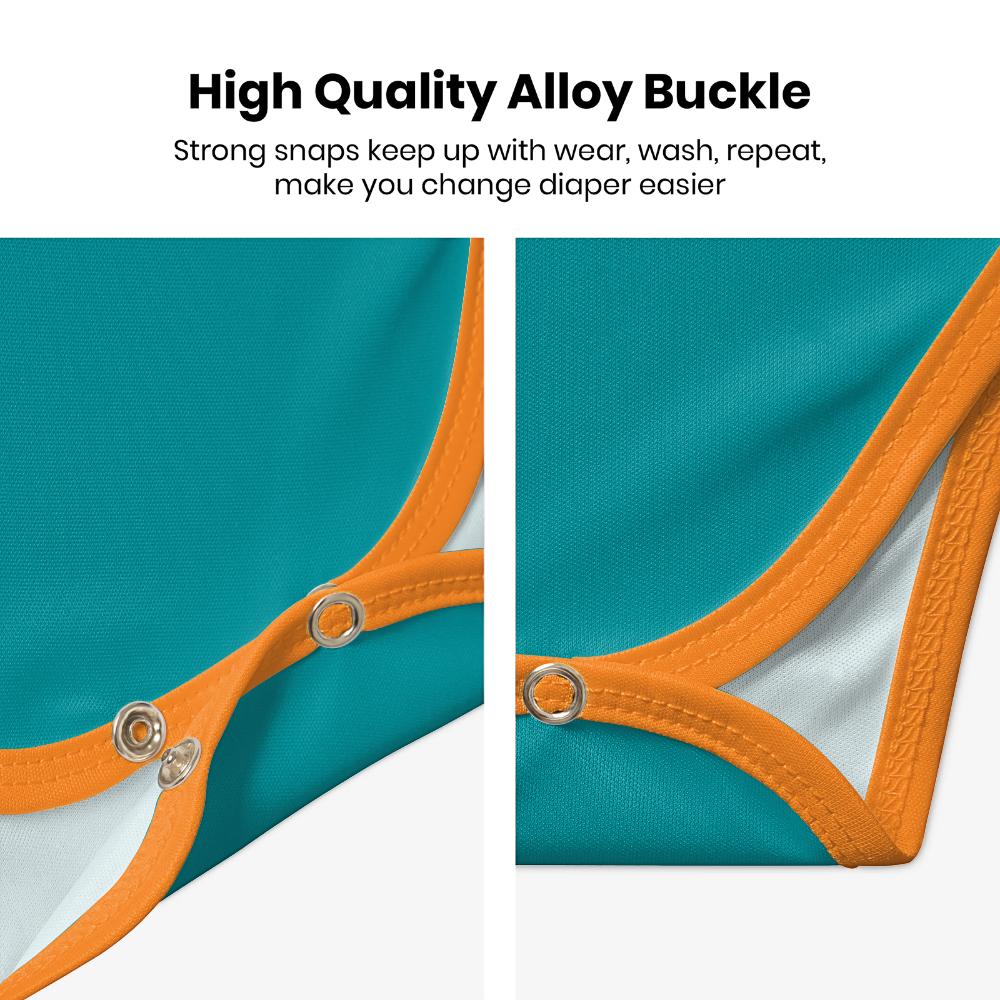 High Quality Alloy Buckle
Strong snaps keep up with wear, wash, repeat,
make you change diaper easier